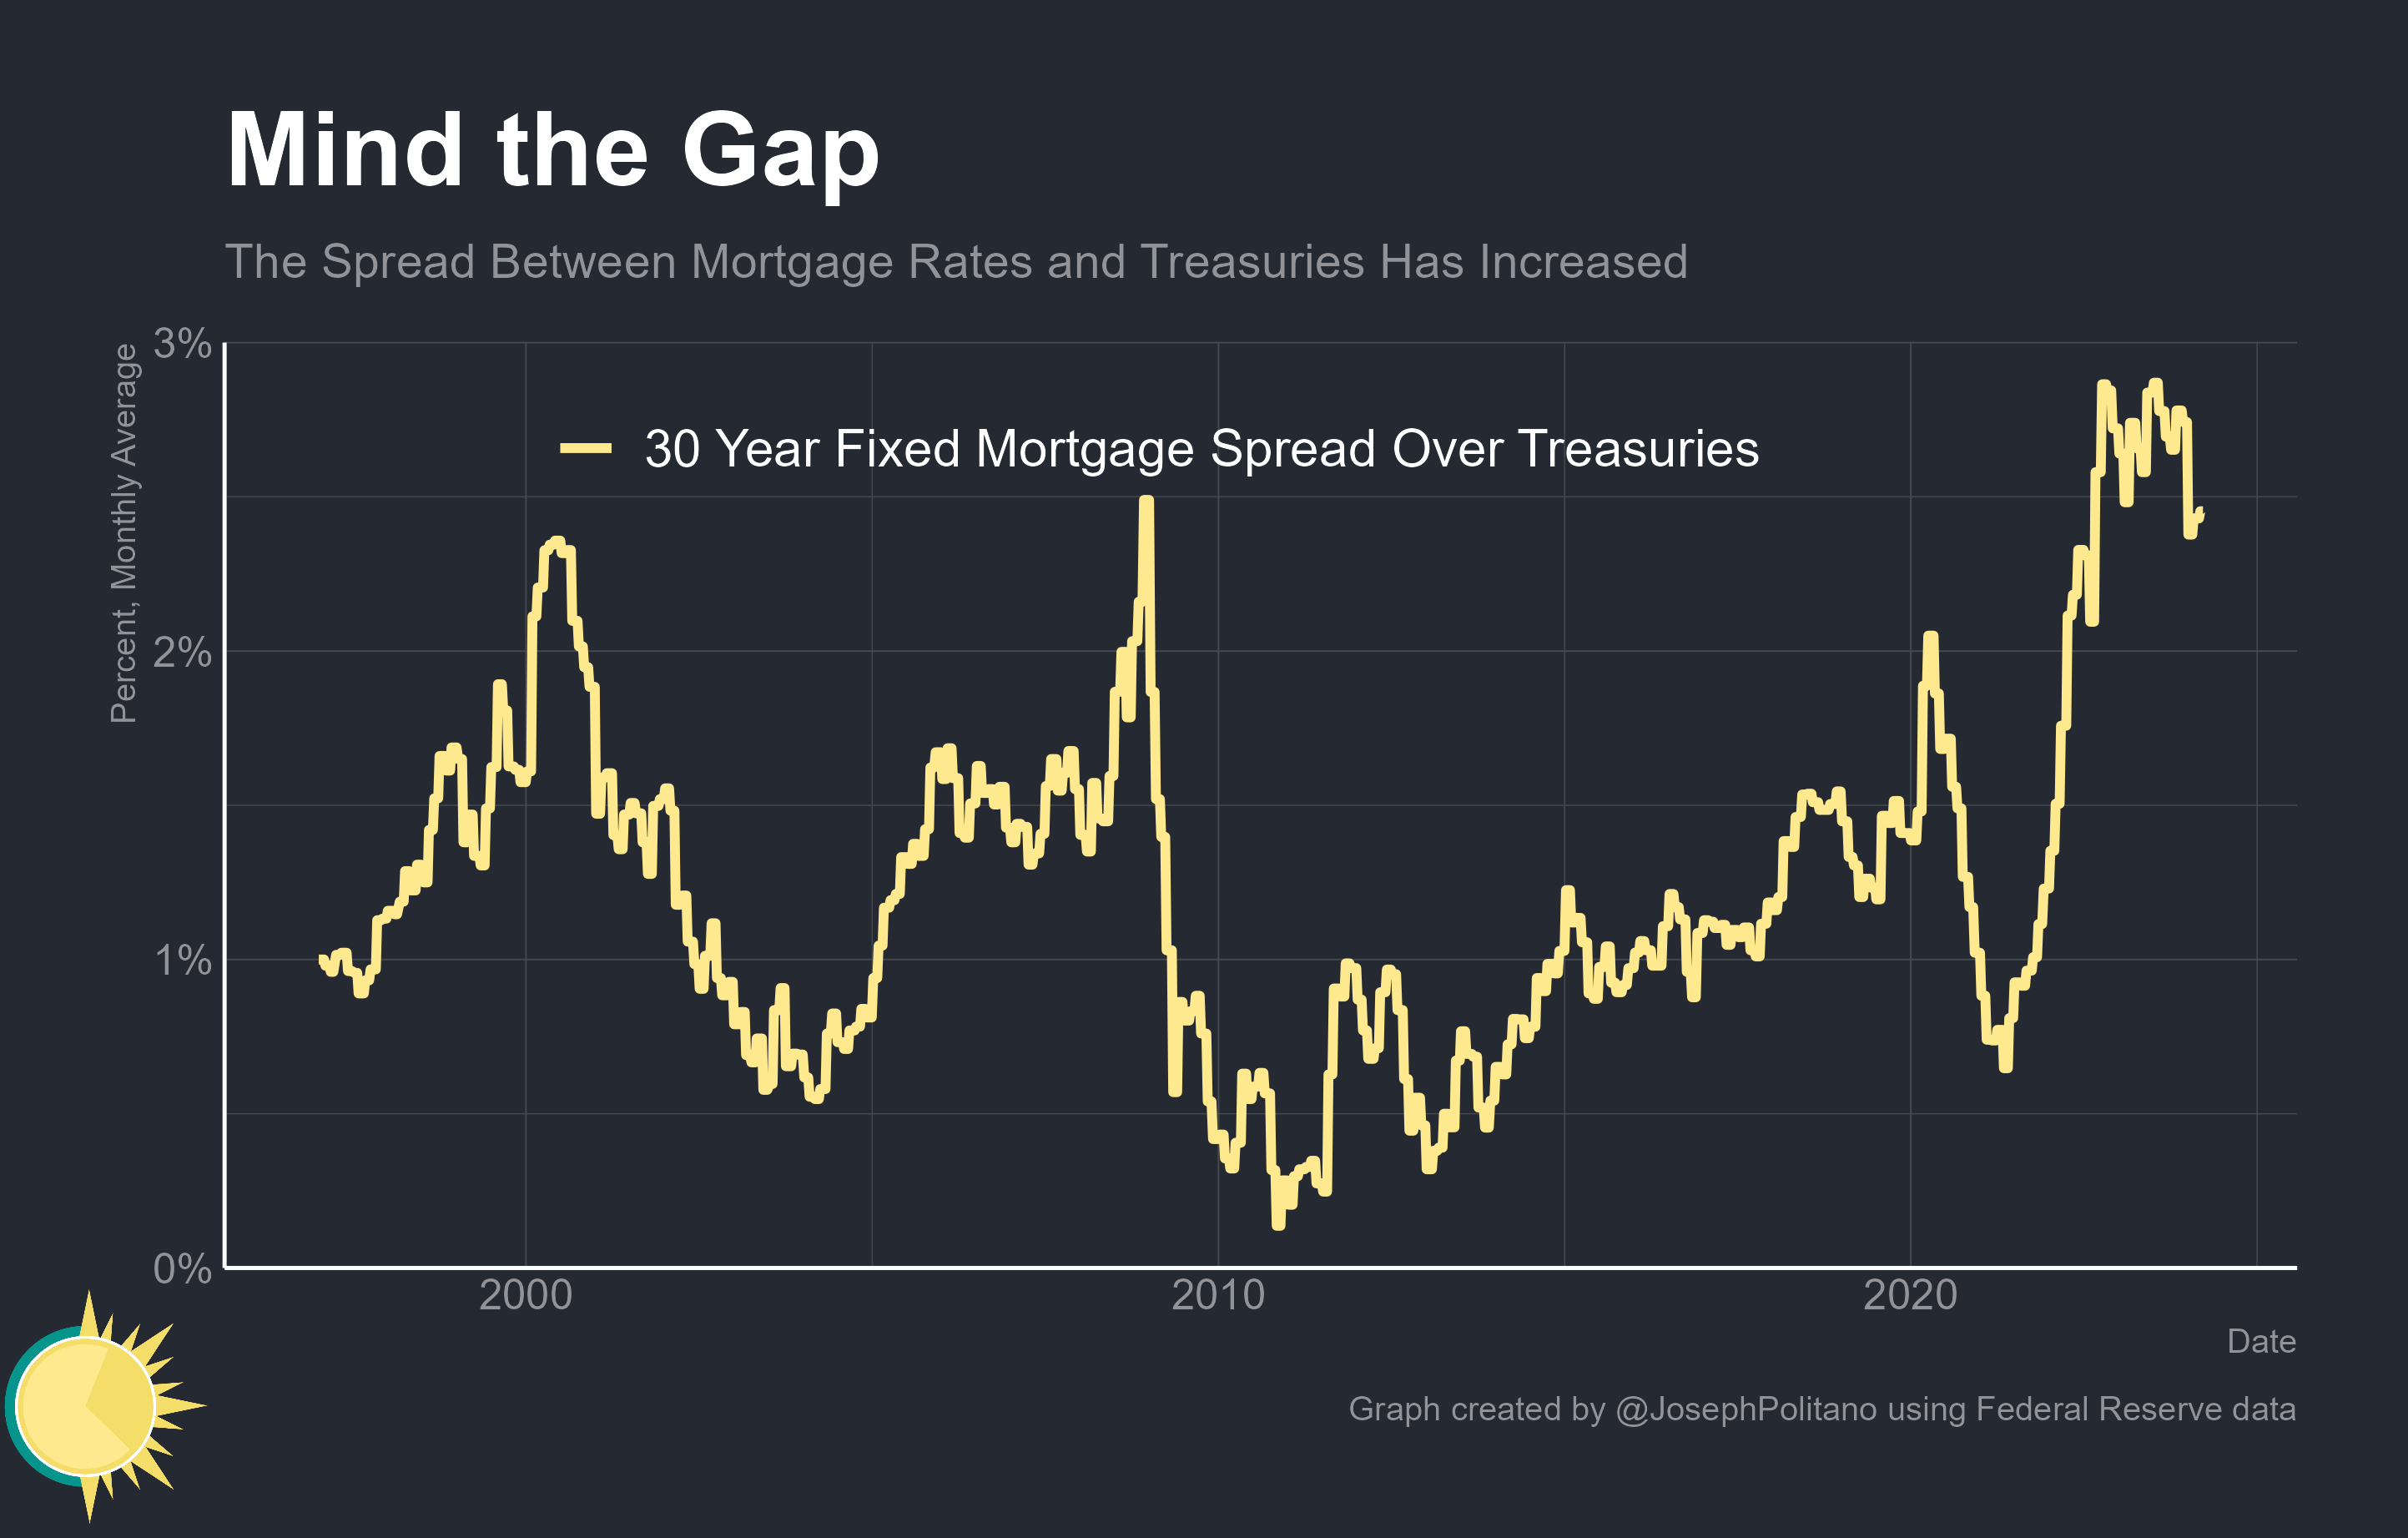 Mind the Gap
The Spread Between Mortgage Rates and Treasuries Has Increased
Percent, Monthly Average
3%
2%
1%
0%
30 Year Fixed Mortgage Spread Over Treasuries
2000
2010
2020
Date
Graph created by @JosephPolitano using Federal Reserve data